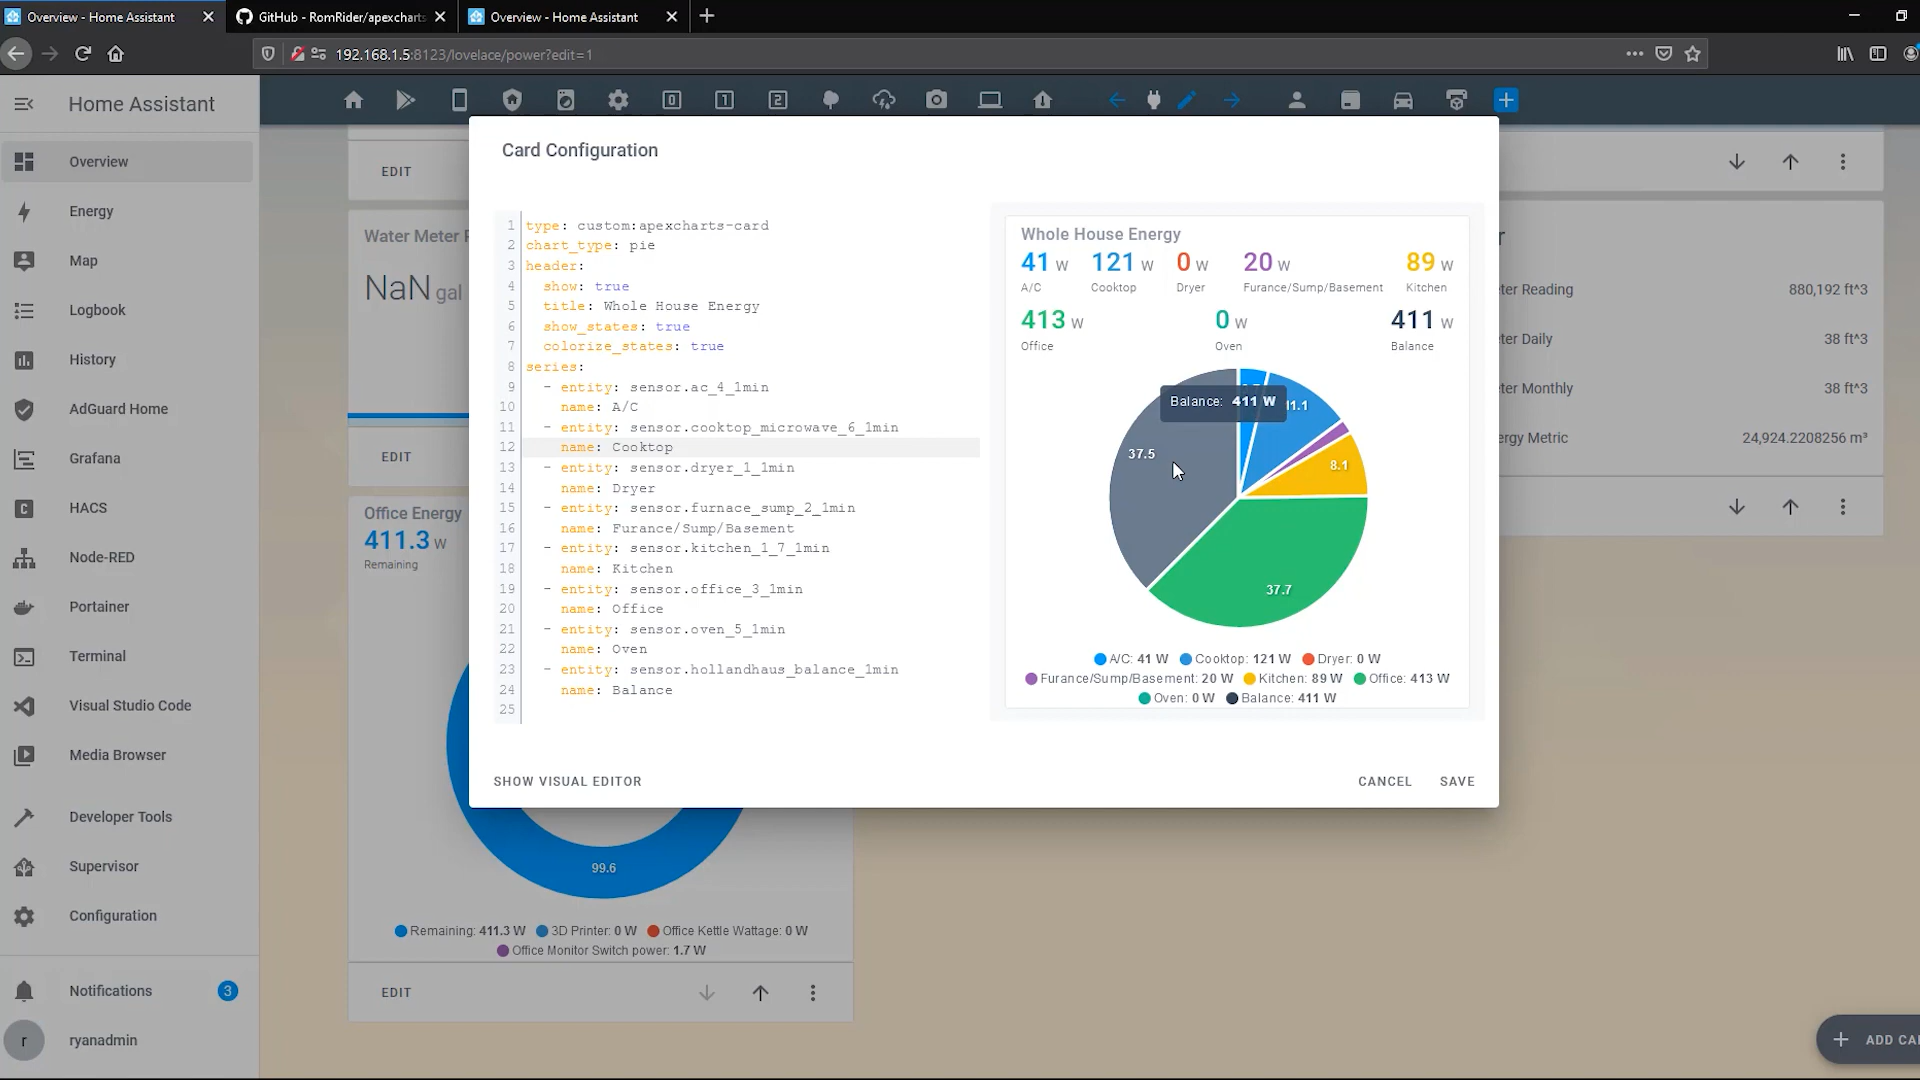 Overview - Home Assistant
GitHub - RomRider/apexcharts
Overview - Home Assistant
192.168.1.5:8123/lovelace/power?edit=1
Home Assistant
Overview
Energy
Map
Logbook
History
AdGuard Home
Grafana
HACS
Node-RED
Portainer
Terminal
Visual Studio Code
Media Browser
Developer Tools
Supervisor
Configuration
Notifications 3
r ryanadmin
EDIT
Water Meter
NaN gal
EDIT
Office Energy
411.3 W
Remaining
99.6
Remaining: 411.3 W 3D Printer: 0 W Office Kettle Wattage: 0 W
Office Monitor Switch power: 1.7 W
EDIT
Card Configuration
1 type: custom:apexcharts-card
2 chart_type: pie
3 header:
4 show: true
5 title: Whole House Energy
6 show_states: true
7 colorize_states: true
8 series:
9 - entity: sensor.ac_4_1min
10 name: A/C
11 - entity: sensor.cooktop_microwave_6_1min
12 name: Cooktop
13 - entity: sensor.dryer_1_1min
14 name: Dryer
15 - entity: sensor.furnace_sump_2_1min
16 name: Furance/Sump/Basement
17 - entity: sensor.kitchen_1_7_1min
18 name: Kitchen
19 - entity: sensor.office_3_1min
20 name: Office
21 - entity: sensor.oven_5_1min
22 name: Oven
23 - entity: sensor.hollandhaus_balance_1min
24 name: Balance
25
Whole House Energy
41 W 121 W 0 W 20 W 89 W
A/C Cooktop Dryer Furance/Sump/Basement Kitchen
413 W 0 W 411 W
Office Oven Balance
Balance: 411 W
11.1
37.5
8.1
37.7
A/C: 41 W Cooktop: 121 W Dryer: 0 W
Furance/Sump/Basement: 20 W Kitchen: 89 W Office: 413 W
Oven: 0 W Balance: 411 W
SHOW VISUAL EDITOR
CANCEL SAVE
Reading 880,192 ft^3
Daily 38 ft^3
Monthly 38 ft^3
Metric 24,924.2208256 m³
ADD